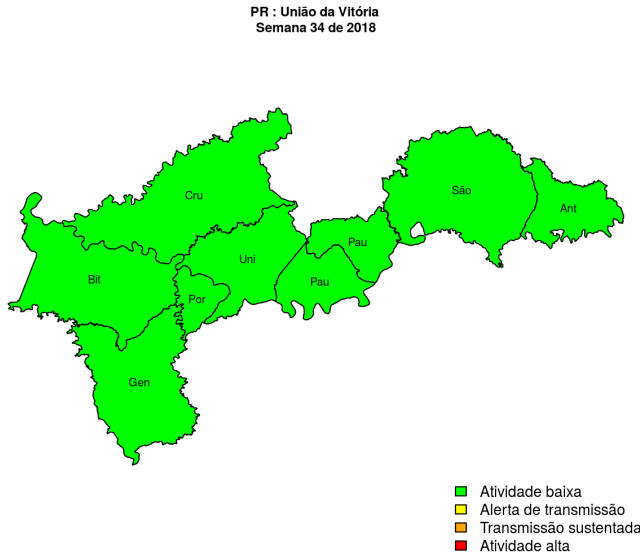 PR : União da Vitória
Semana 34 de 2018
Cru
São
Ant
Pau
Uni
Bit
Pau
Por
Gen
Atividade baixa
Alerta de transmissão
Transmissão sustentada
Atividade alta